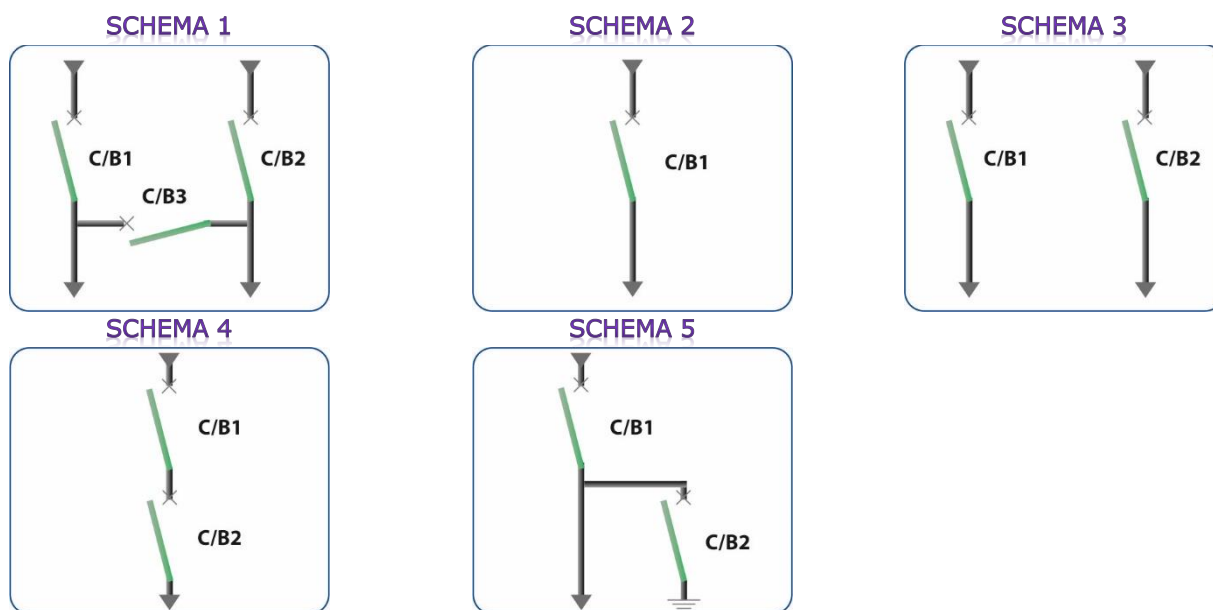 SCHEMA 1
SCHEMA 2
SCHEMA 3
C/B1
C/B2
C/B3
C/B1
C/B1
C/B2
SCHEMA 4
SCHEMA 5
C/B1
C/B2
C/B1
C/B2